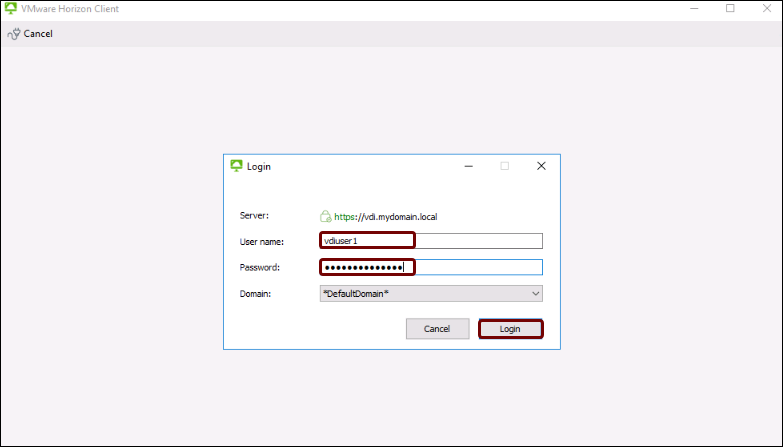 VMware Horizon Client
Cancel
Login
Server: https://vdi.mydomain.local
User name: vdiuser1
Password: ●●●●●●●●●●●●●●
Domain: *DefaultDomain*
Cancel Login